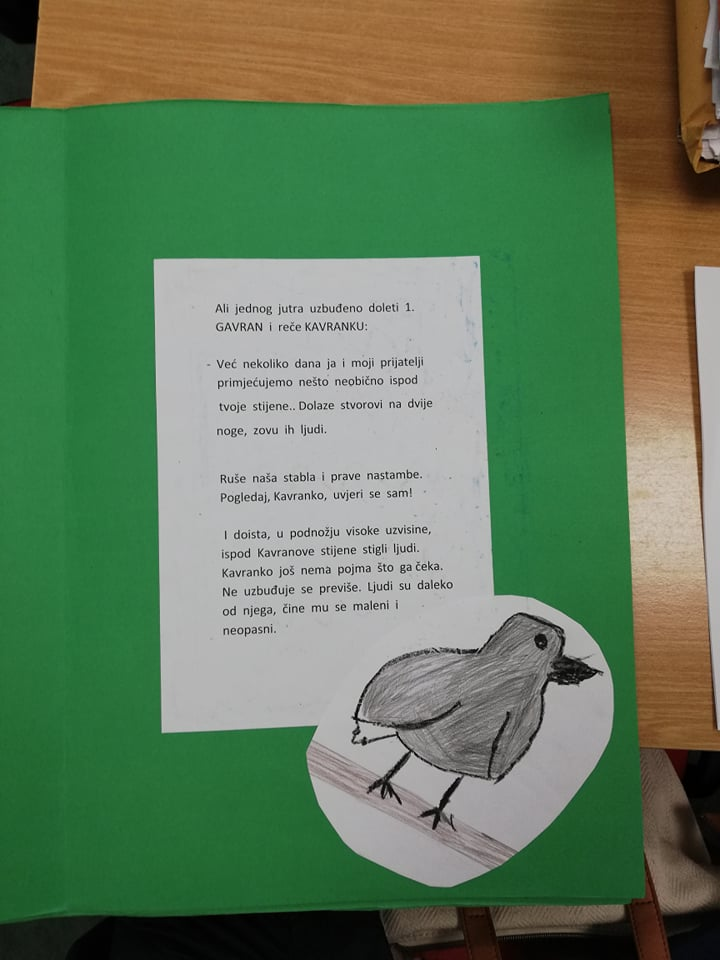 Ali jednog jutra uzbuđeno doleti 1.
GAVRAN i reče KAVRANKU:
- Već nekoliko dana ja i moji prijatelji
primjećujemo nešto neobično ispod
tvoje stijene.. Dolaze stvorovi na dvije
noge, zovu ih ljudi.
Ruše naša stabla i prave nastambe.
Pogledaj, Kavranko, uvjeri se sam!
I doista, u podnožju visoke uzvisine,
ispod Kavranove stijene stigli ljudi.
Kavranko još nema pojma što ga čeka.
Ne uzbuđuje se previše. Ljudi su daleko
od njega, čine mu se maleni i
neopasni.